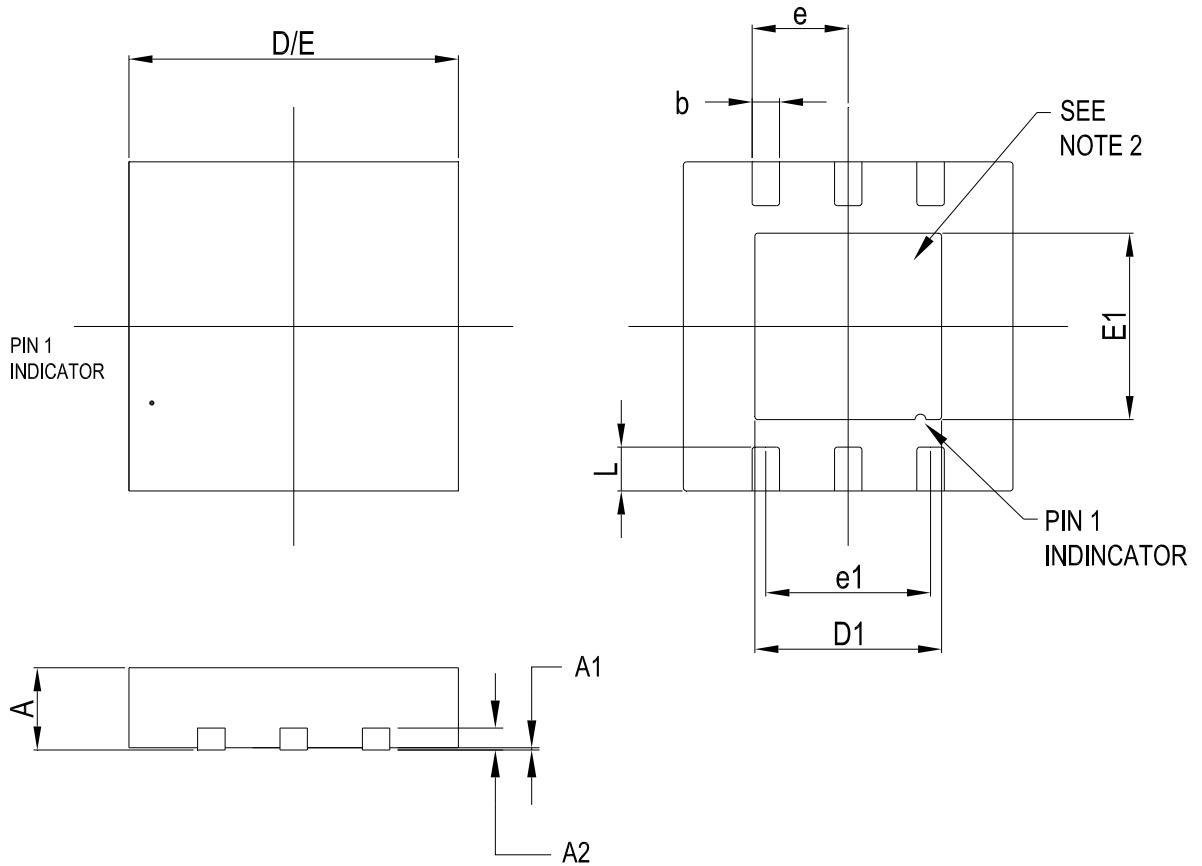 D/E
e
b
SEE
NOTE 2
PIN 1
INDICATOR
E1
L
PIN 1
INDINCATOR
e1
D1
A
A1
A2